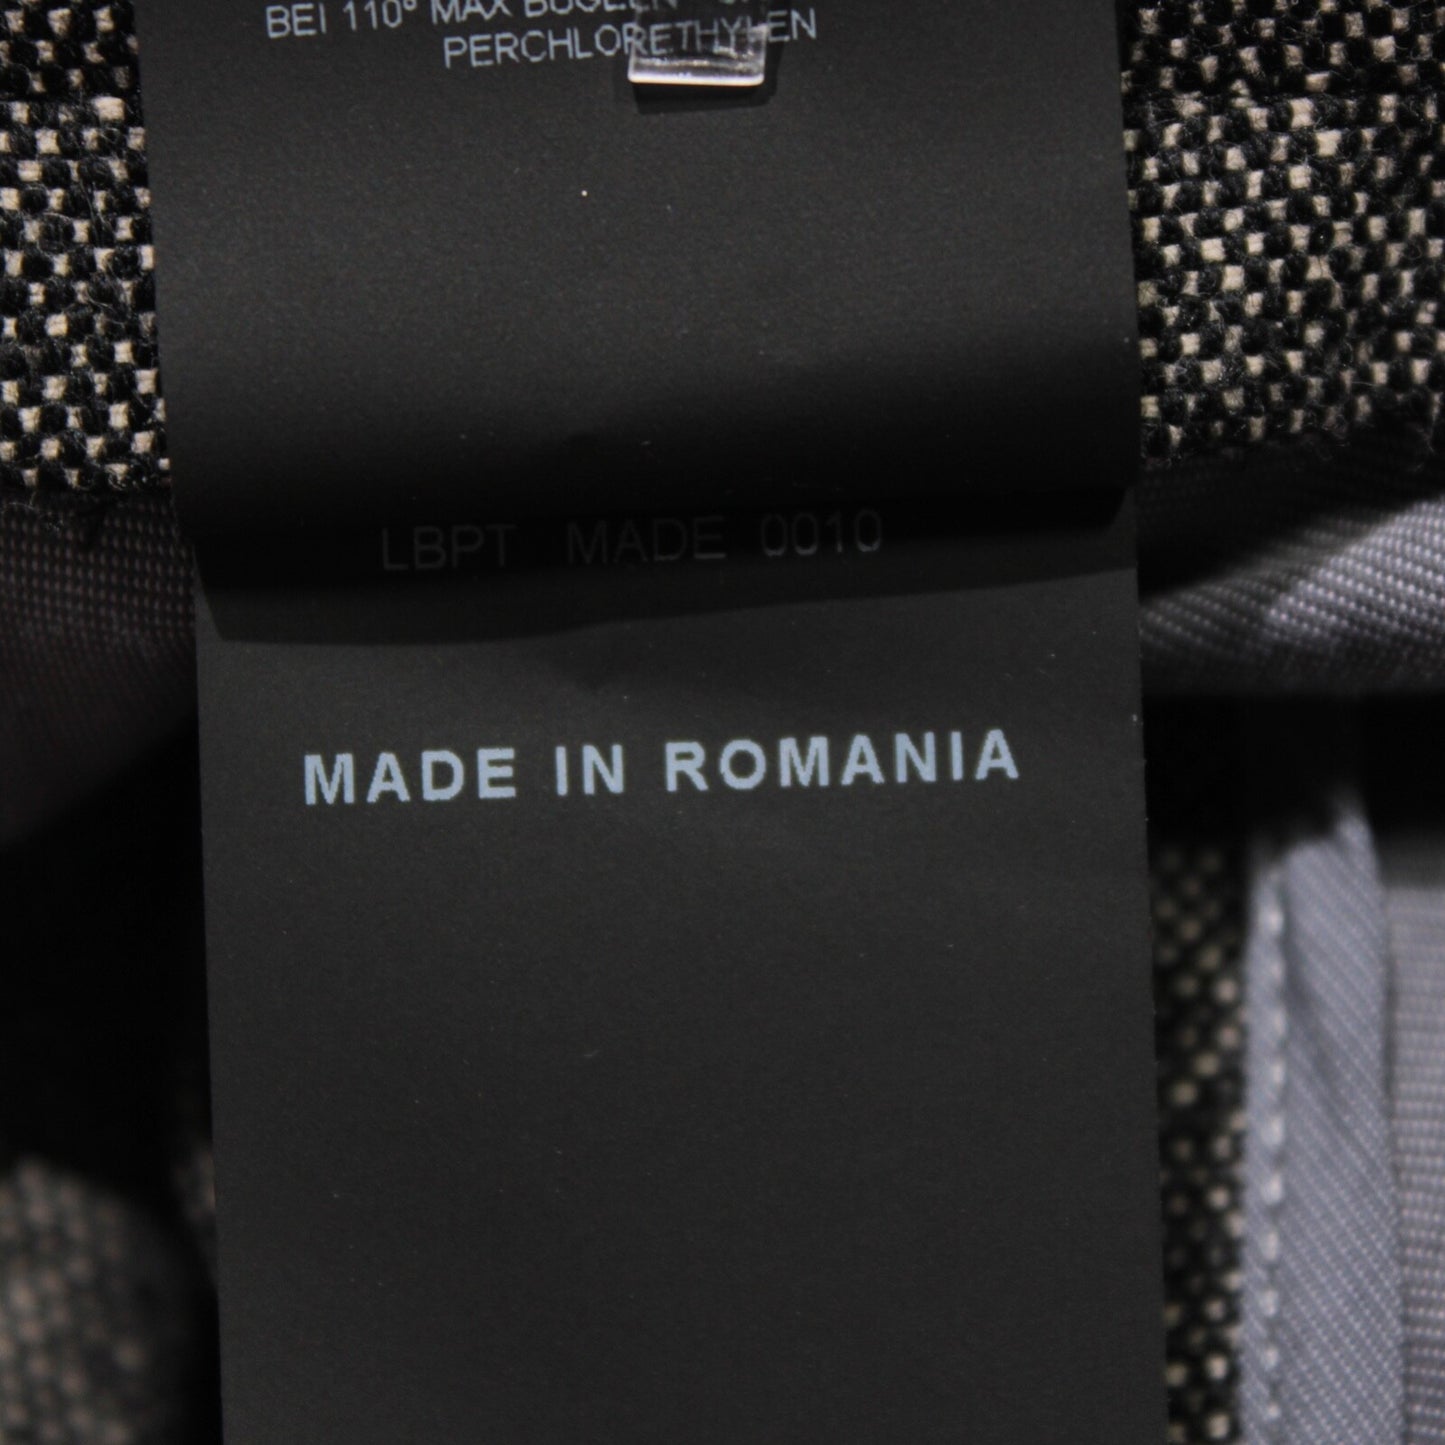 BEI 110° MAX BÜGELN
PERCHLORETHYLEN
LBPT MADE 0010
MADE IN ROMANIA